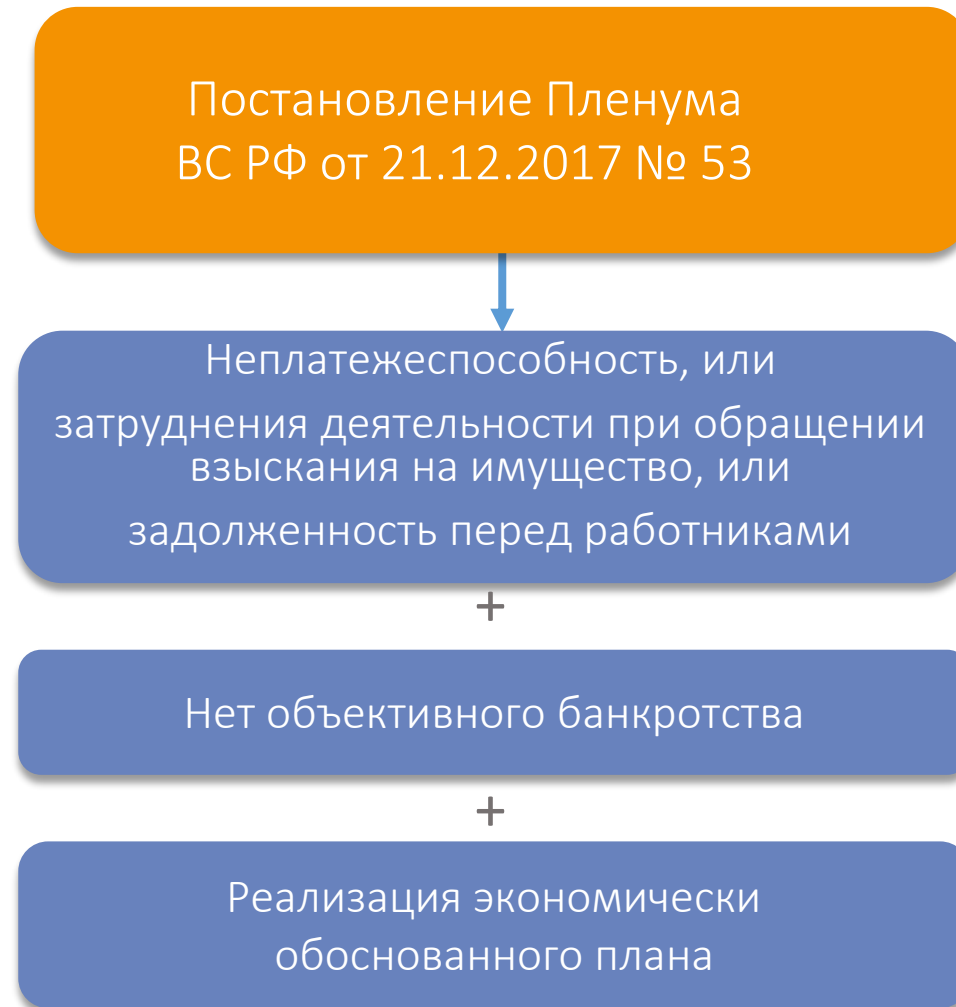 Постановление Пленума
ВС РФ от 21.12.2017 № 53
Неплатежеспособность, или
затруднения деятельности при обращении
взыскания на имущество, или
задолженность перед работниками
+
Нет объективного банкротства
+
Реализация экономически
обоснованного плана